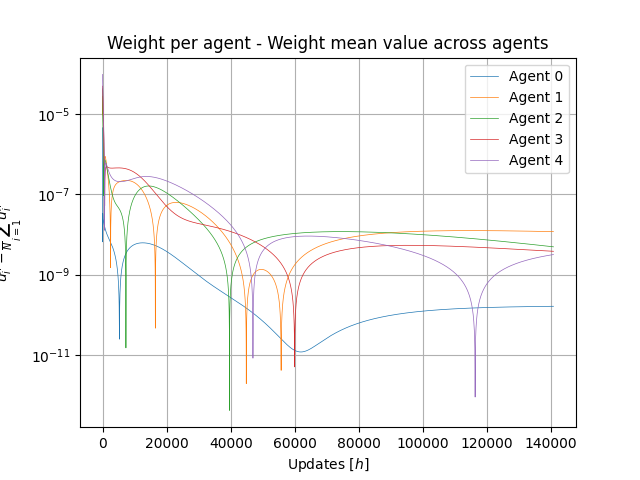 Weight per agent - Weight mean value across agents
Agent 0
Agent 1
Agent 2
Agent 3
Agent 4
10⁻⁵
10⁻⁷
10⁻⁹
10⁻¹¹
0 20000 40000 60000 80000 100000 120000 140000
Updates [h]